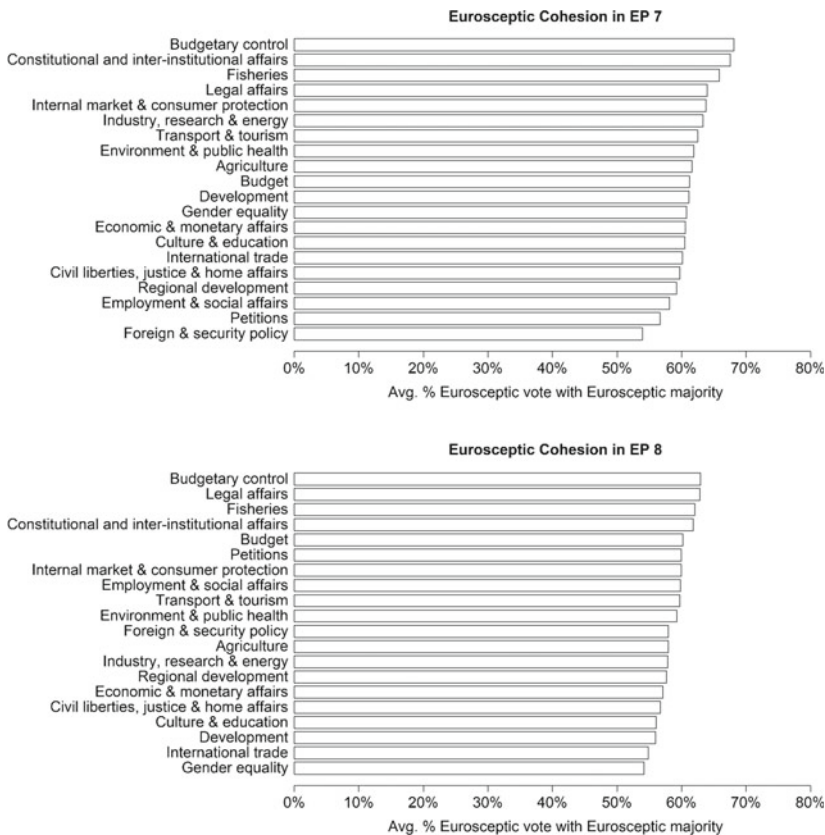 Eurosceptic Cohesion in EP 7
Budgetary control
Constitutional and inter-institutional affairs
Fisheries
Legal affairs
Internal market & consumer protection
Industry, research & energy
Transport & tourism
Environment & public health
Agriculture
Budget
Development
Gender equality
Economic & monetary affairs
Culture & education
International trade
Civil liberties, justice & home affairs
Regional development
Employment & social affairs
Petitions
Foreign & security policy
0% 10% 20% 30% 40% 50% 60% 70% 80%
Avg. % Eurosceptic vote with Eurosceptic majority
Eurosceptic Cohesion in EP 8
Budgetary control
Legal affairs
Fisheries
Constitutional and inter-institutional affairs
Budget
Petitions
Internal market & consumer protection
Employment & social affairs
Transport & tourism
Environment & public health
Foreign & security policy
Agriculture
Industry, research & energy
Regional development
Economic & monetary affairs
Civil liberties, justice & home affairs
Culture & education
Development
International trade
Gender equality
0% 10% 20% 30% 40% 50% 60% 70% 80%
Avg. % Eurosceptic vote with Eurosceptic majority